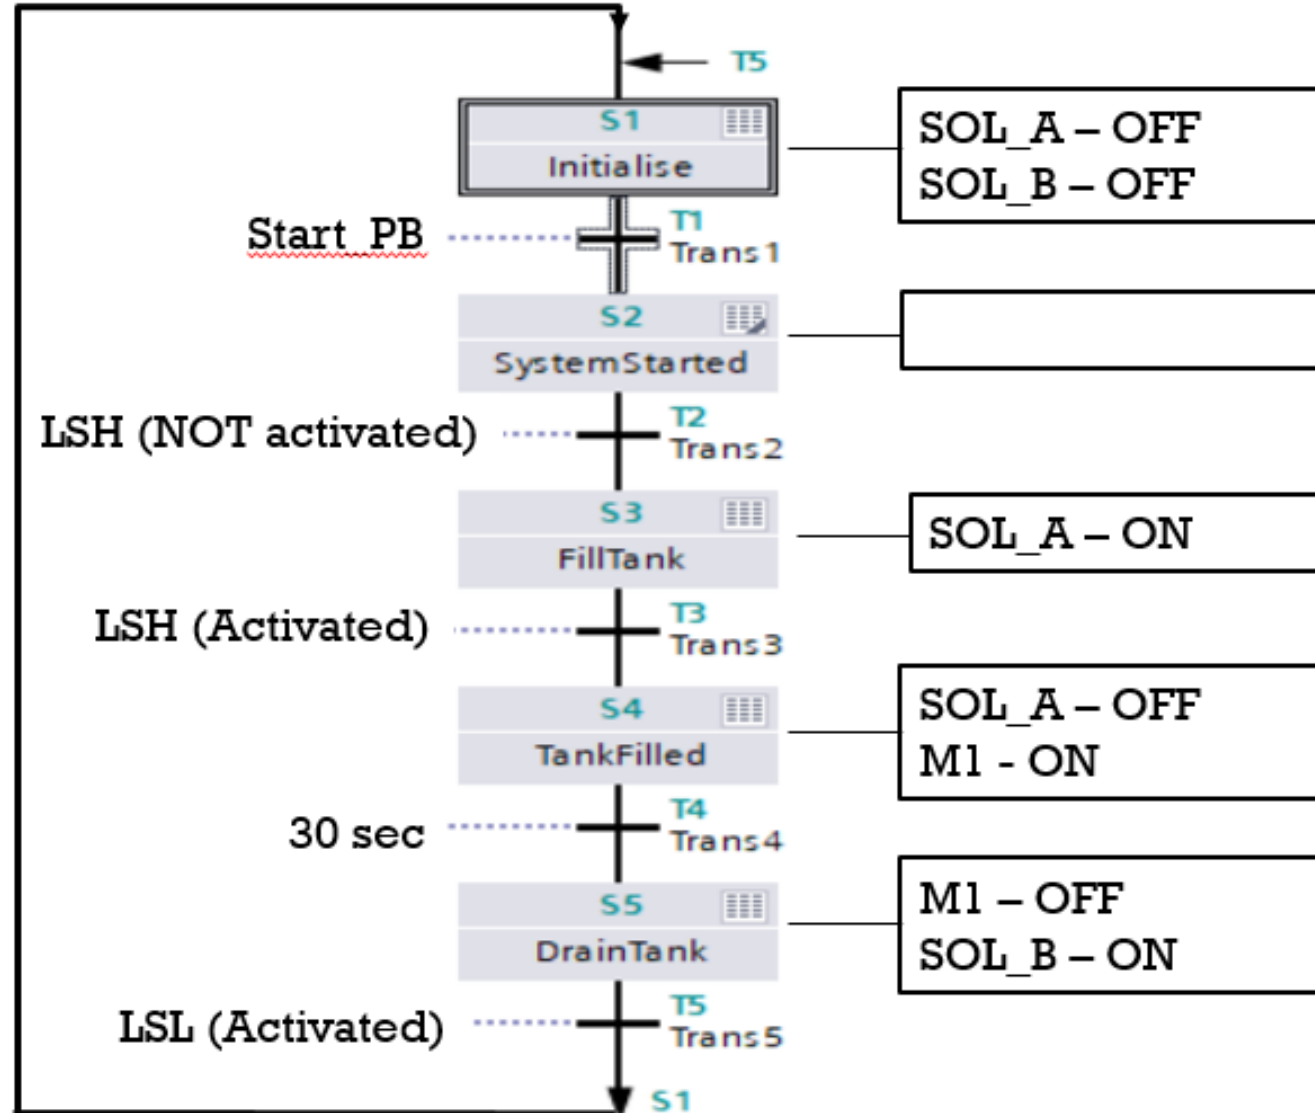 T5
S1
Initialise
SOL_A – OFF
SOL_B – OFF
Start_PB
T1
Trans1
S2
SystemStarted
LSH (NOT activated)
T2
Trans2
S3
FillTank
SOL_A – ON
LSH (Activated)
T3
Trans3
S4
TankFilled
SOL_A – OFF
M1 - ON
30 sec
T4
Trans4
S5
DrainTank
M1 – OFF
SOL_B – ON
LSL (Activated)
T5
Trans5
S1